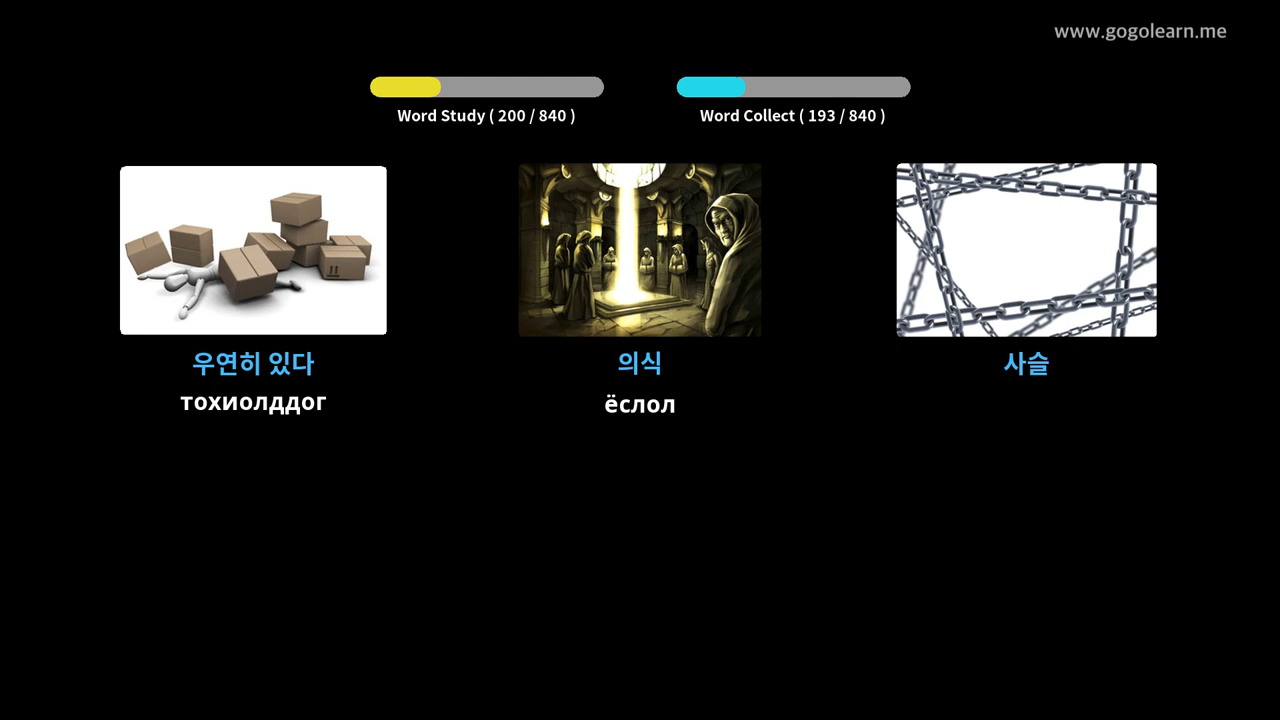 www.gogolearn.me
Word Study ( 200 / 840 )
Word Collect ( 193 / 840 )
우연히 있다
의식
사슬
тохиолддог
ёслол